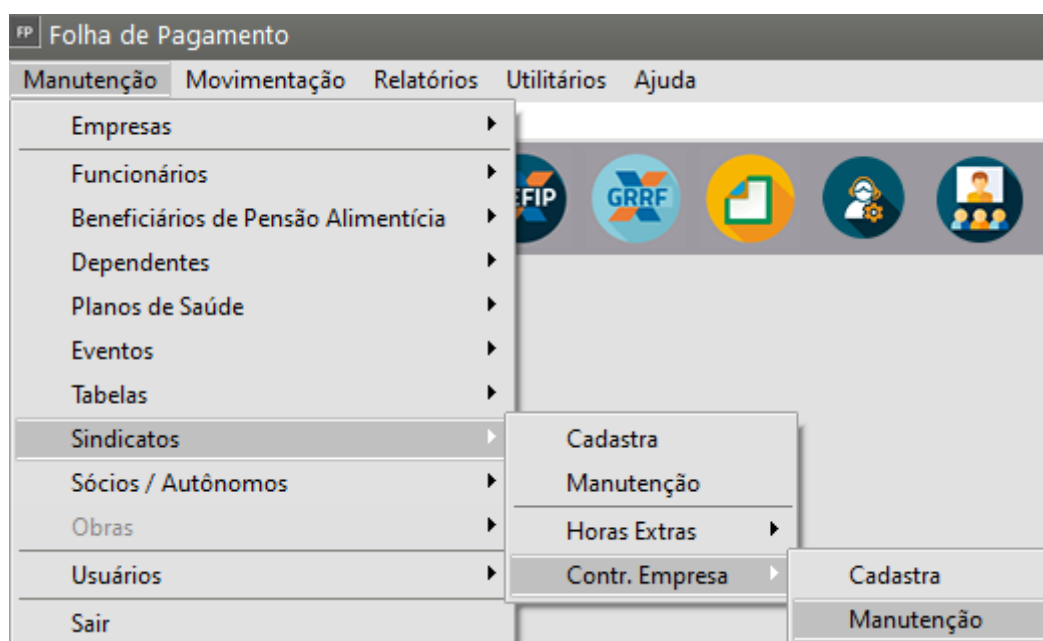 FP Folha de Pagamento
Manutenção Movimentação Relatórios Utilitários Ajuda
Empresas
Funcionários
Beneficiários de Pensão Alimentícia
Dependentes
Planos de Saúde
Eventos
Tabelas
Sindicatos
Sócios / Autônomos
Obras
Usuários
Sair
EFIP
GRRF
Cadastra
Manutenção
Horas Extras
Contr. Empresa
Cadastra
Manutenção